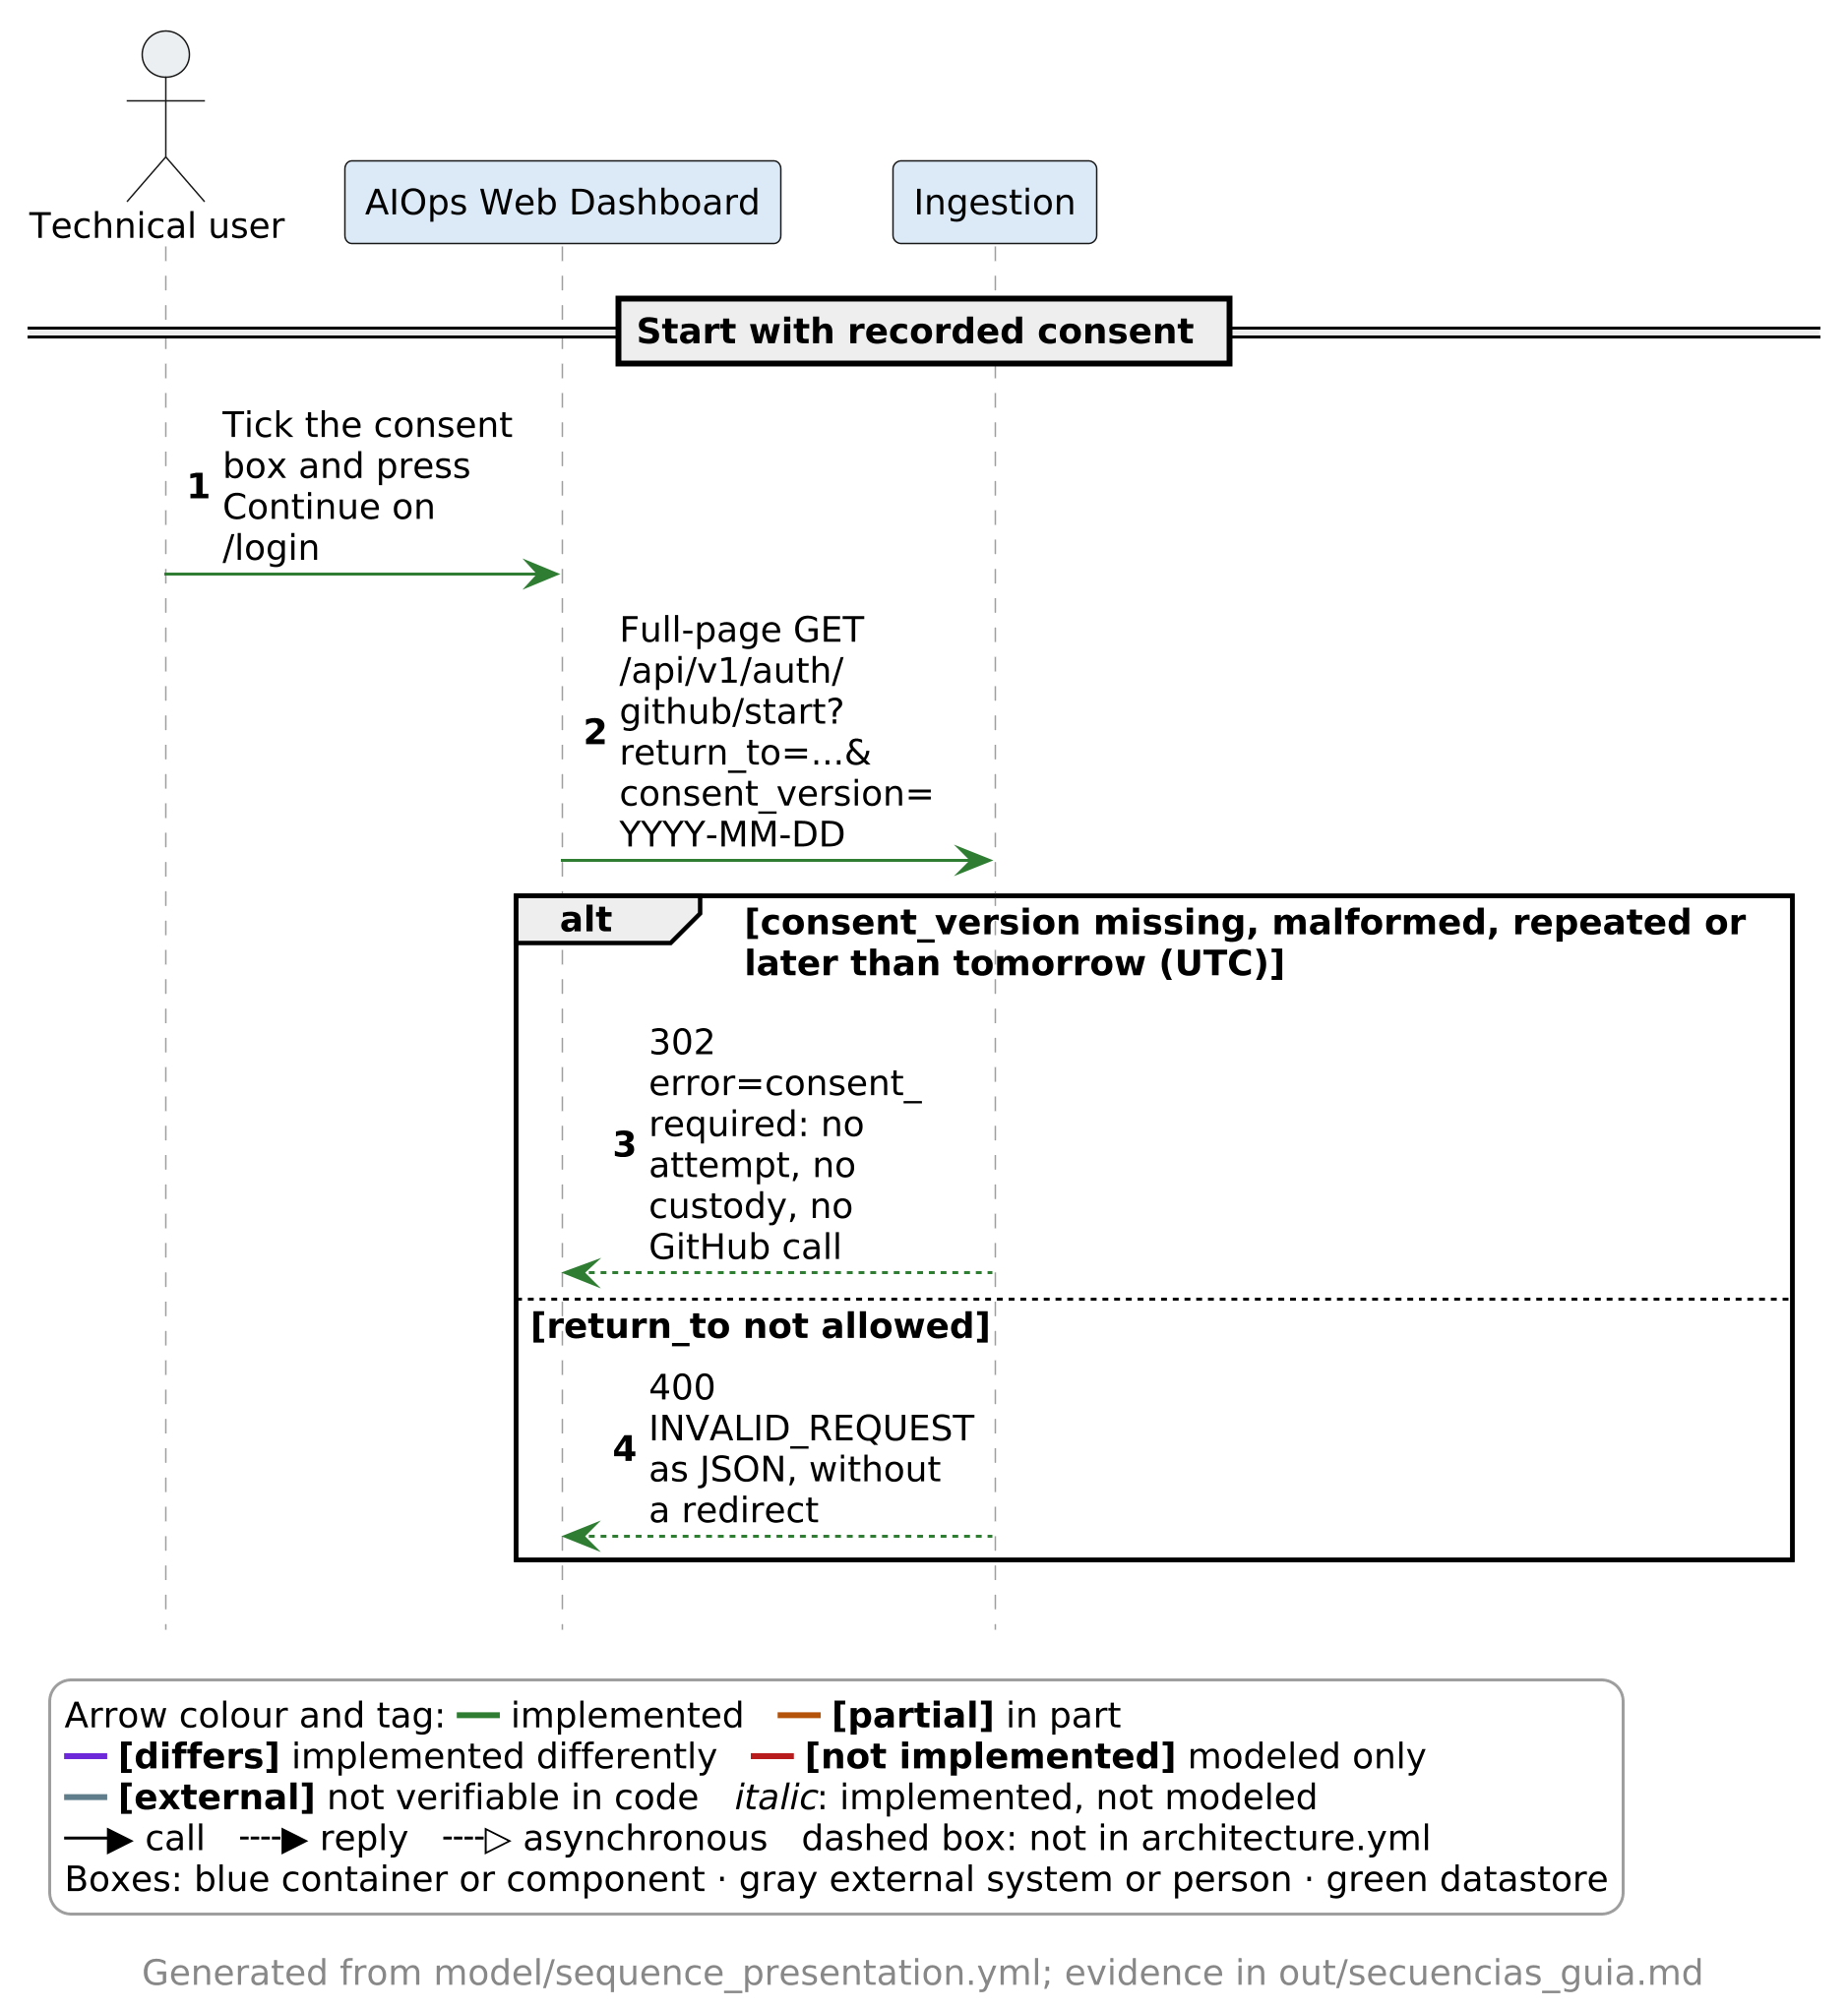 Technical user
AIOps Web Dashboard
Ingestion
Start with recorded consent
1
Tick the consent
box and press
Continue on
/login
2
Full-page GET
/api/v1/auth/
github/start?
return_to=...&
consent_version=
YYYY-MM-DD
alt
[consent_version missing, malformed, repeated or
later than tomorrow (UTC)]
3
302
error=consent_
required: no
attempt, no
custody, no
GitHub call
[return_to not allowed]
4
400
INVALID_REQUEST
as JSON, without
a redirect
Arrow colour and tag: implemented [partial] in part
[differs] implemented differently [not implemented] modeled only
[external] not verifiable in code italic: implemented, not modeled
call reply asynchronous dashed box: not in architecture.yml
Boxes: blue container or component · gray external system or person · green datastore
Generated from model/sequence_presentation.yml; evidence in out/secuencias_guia.md